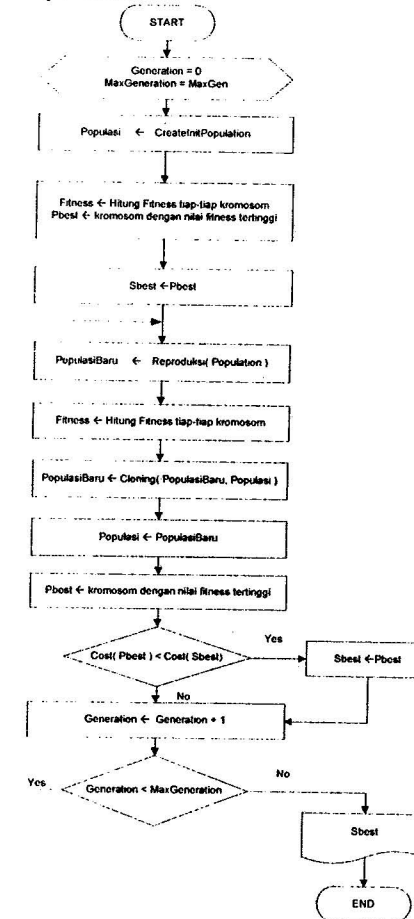 START
Generation = 0
MaxGeneration = MaxGen
Populasi ← CreateInitPopulation
Fitness ← Hitung Fitness tiap-tiap kromosom
Pbest ← kromosom dengan nilai fitness tertinggi
Sbest ← Pbest
PopulasiBaru ← Reproduksi( Population )
Fitness ← Hitung Fitness tiap-tiap kromosom
PopulasiBaru ← Cloning( PopulasiBaru, Populasi )
Populasi ← PopulasiBaru
Pbest ← kromosom dengan nilai fitness tertinggi
Cost( Pbest ) < Cost( Sbest)
Yes
Sbest ← Pbest
No
Generation ← Generation + 1
Yes
Generation < MaxGeneration
No
Sbest
END